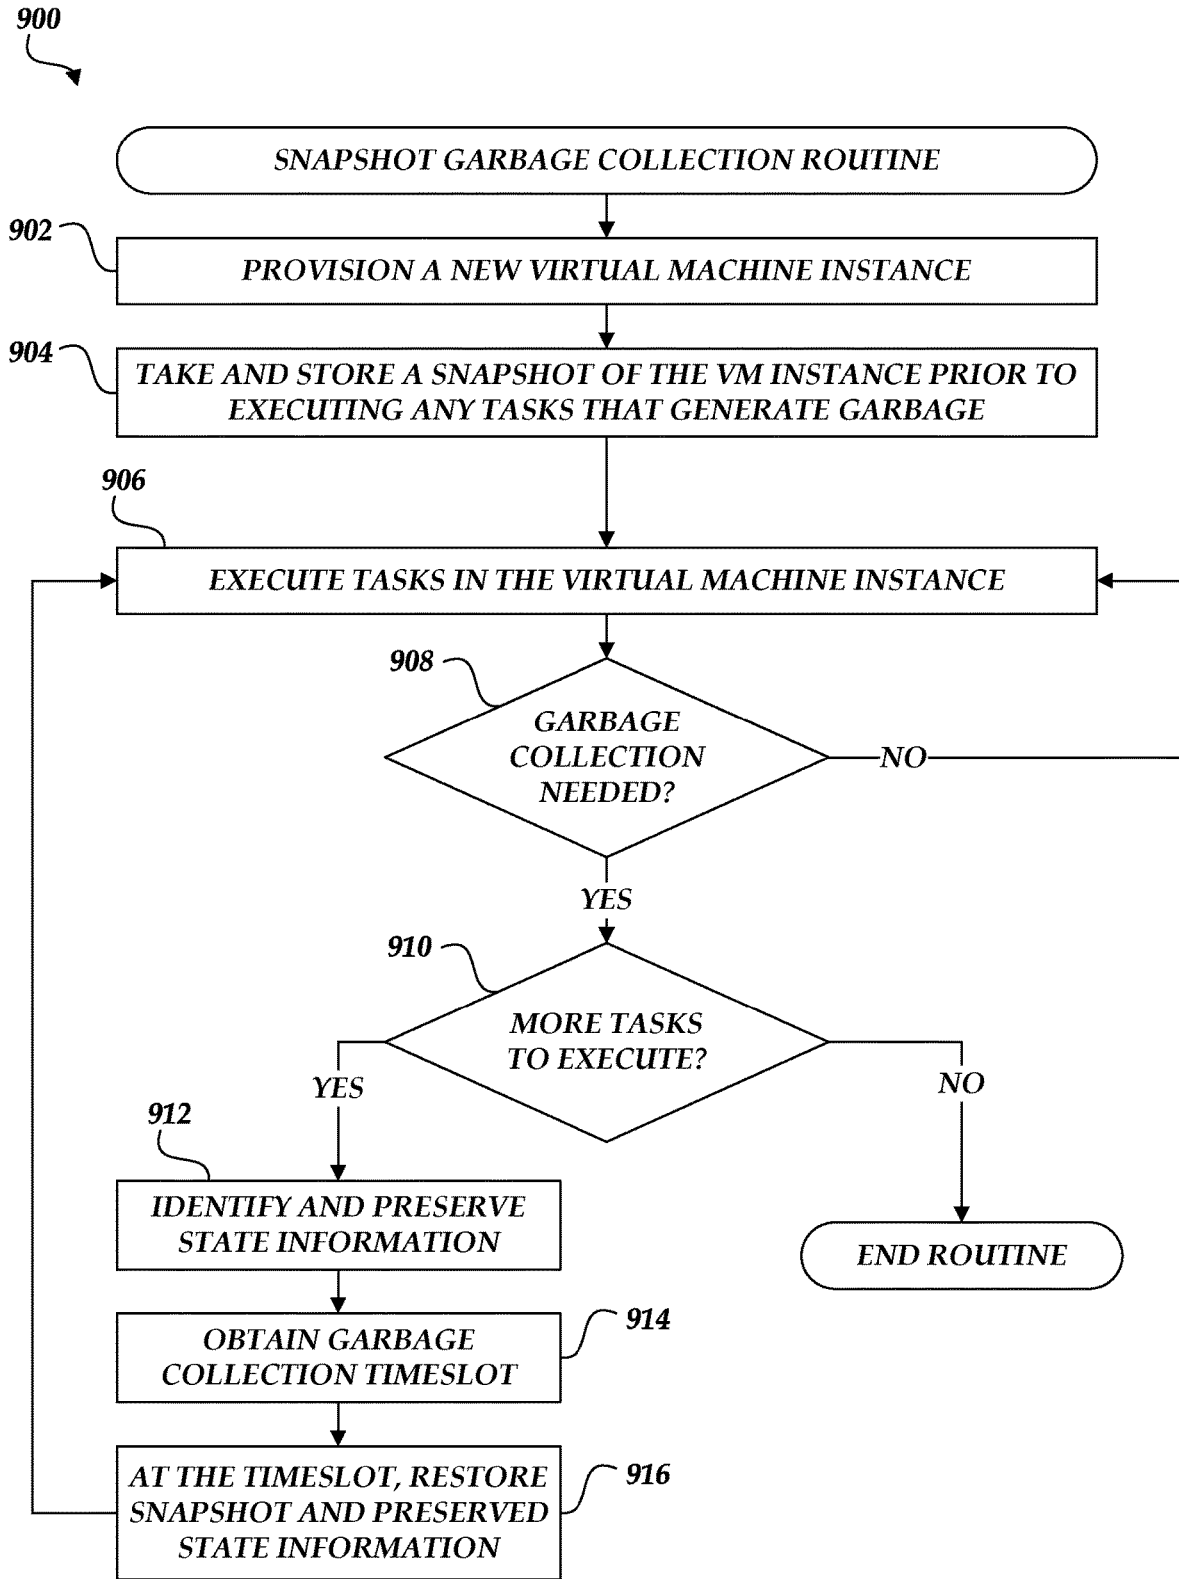 900
SNAPSHOT GARBAGE COLLECTION ROUTINE
902
PROVISION A NEW VIRTUAL MACHINE INSTANCE
904
TAKE AND STORE A SNAPSHOT OF THE VM INSTANCE PRIOR TO
EXECUTING ANY TASKS THAT GENERATE GARBAGE
906
EXECUTE TASKS IN THE VIRTUAL MACHINE INSTANCE
908
GARBAGE
COLLECTION
NEEDED?
NO
YES
910
MORE TASKS
TO EXECUTE?
YES
NO
912
IDENTIFY AND PRESERVE
STATE INFORMATION
END ROUTINE
914
OBTAIN GARBAGE
COLLECTION TIMESLOT
916
AT THE TIMESLOT, RESTORE
SNAPSHOT AND PRESERVED
STATE INFORMATION